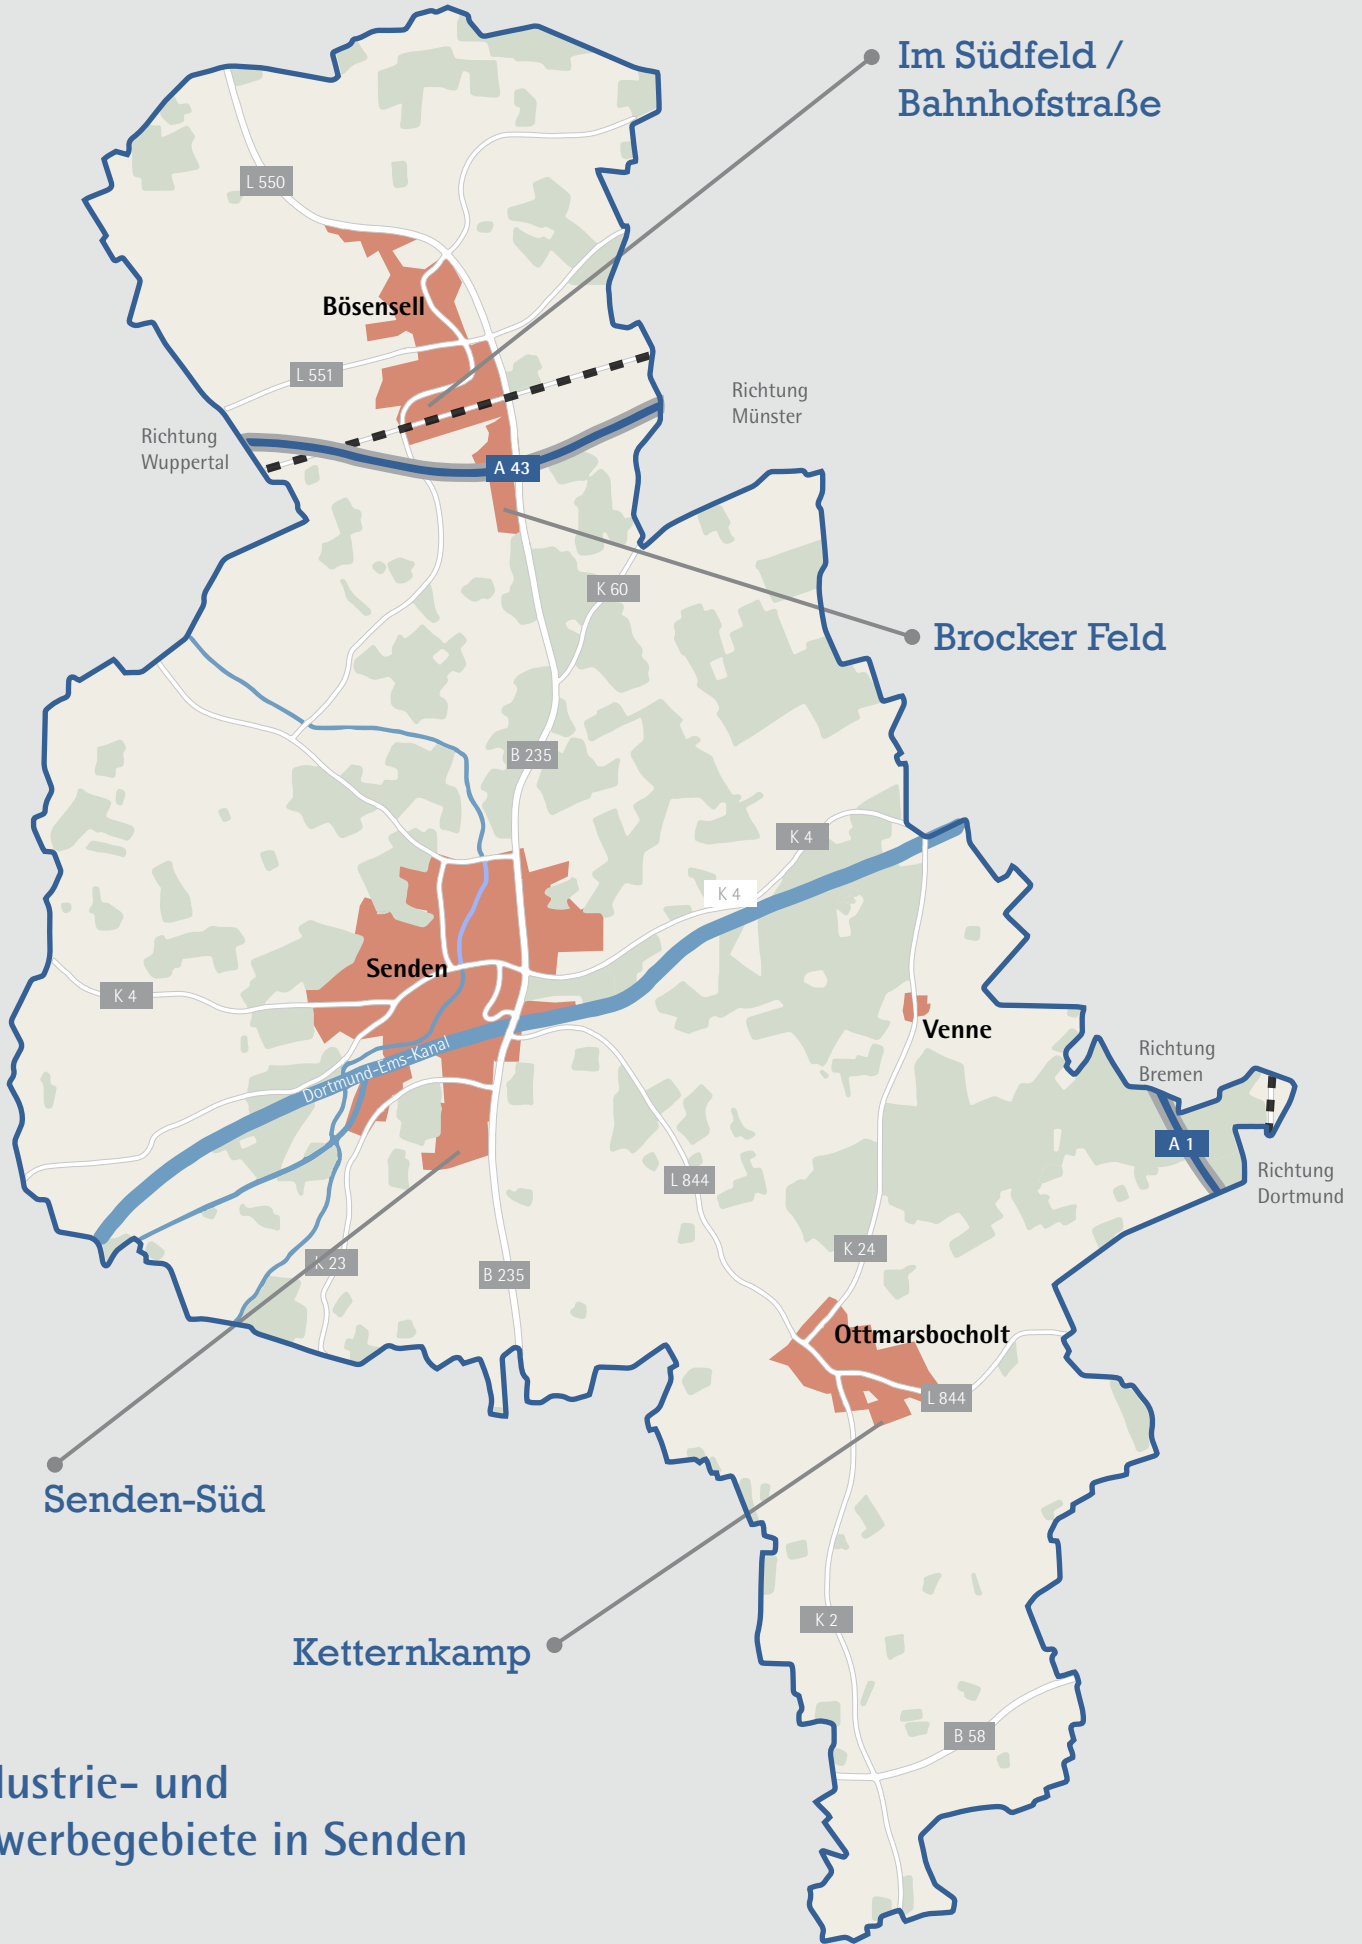 Im Südfeld /
Bahnhofstraße
L 550
Bösensell
L 551
Richtung
Münster
Richtung
Wuppertal
A 43
K 60
Brocker Feld
B 235
K 4
K 4
Senden
K 4
Venne
Dortmund-Ems-Kanal
Richtung
Bremen
A 1
Richtung
Dortmund
L 844
K 24
K 23
B 235
Ottmarsbocholt
L 844
Senden-Süd
K 2
Ketternkamp
B 58
dustrie- und
werbegebiete in Senden